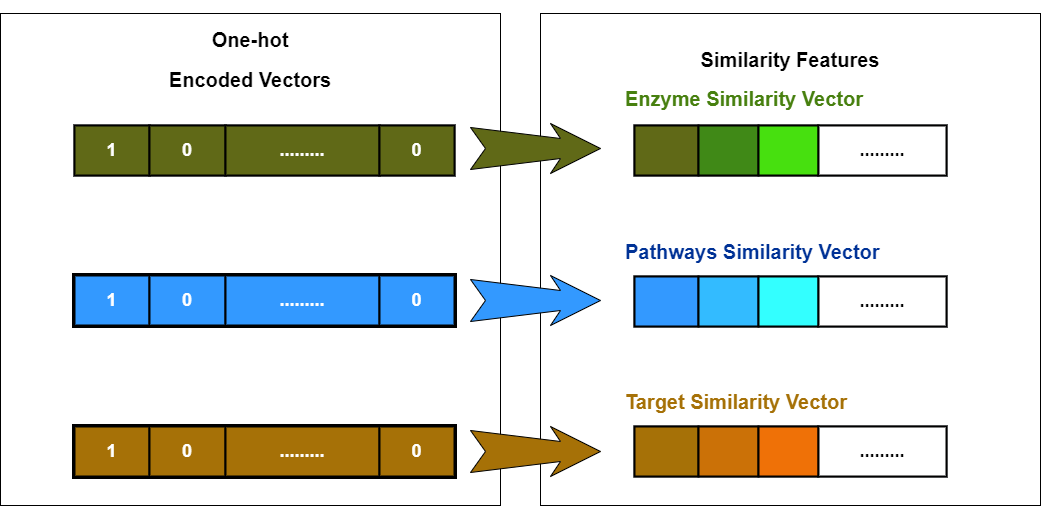 One-hot
Encoded Vectors
1 0 ......... 0
1 0 ......... 0
1 0 ......... 0
Similarity Features
Enzyme Similarity Vector
.........
Pathways Similarity Vector
.........
Target Similarity Vector
.........